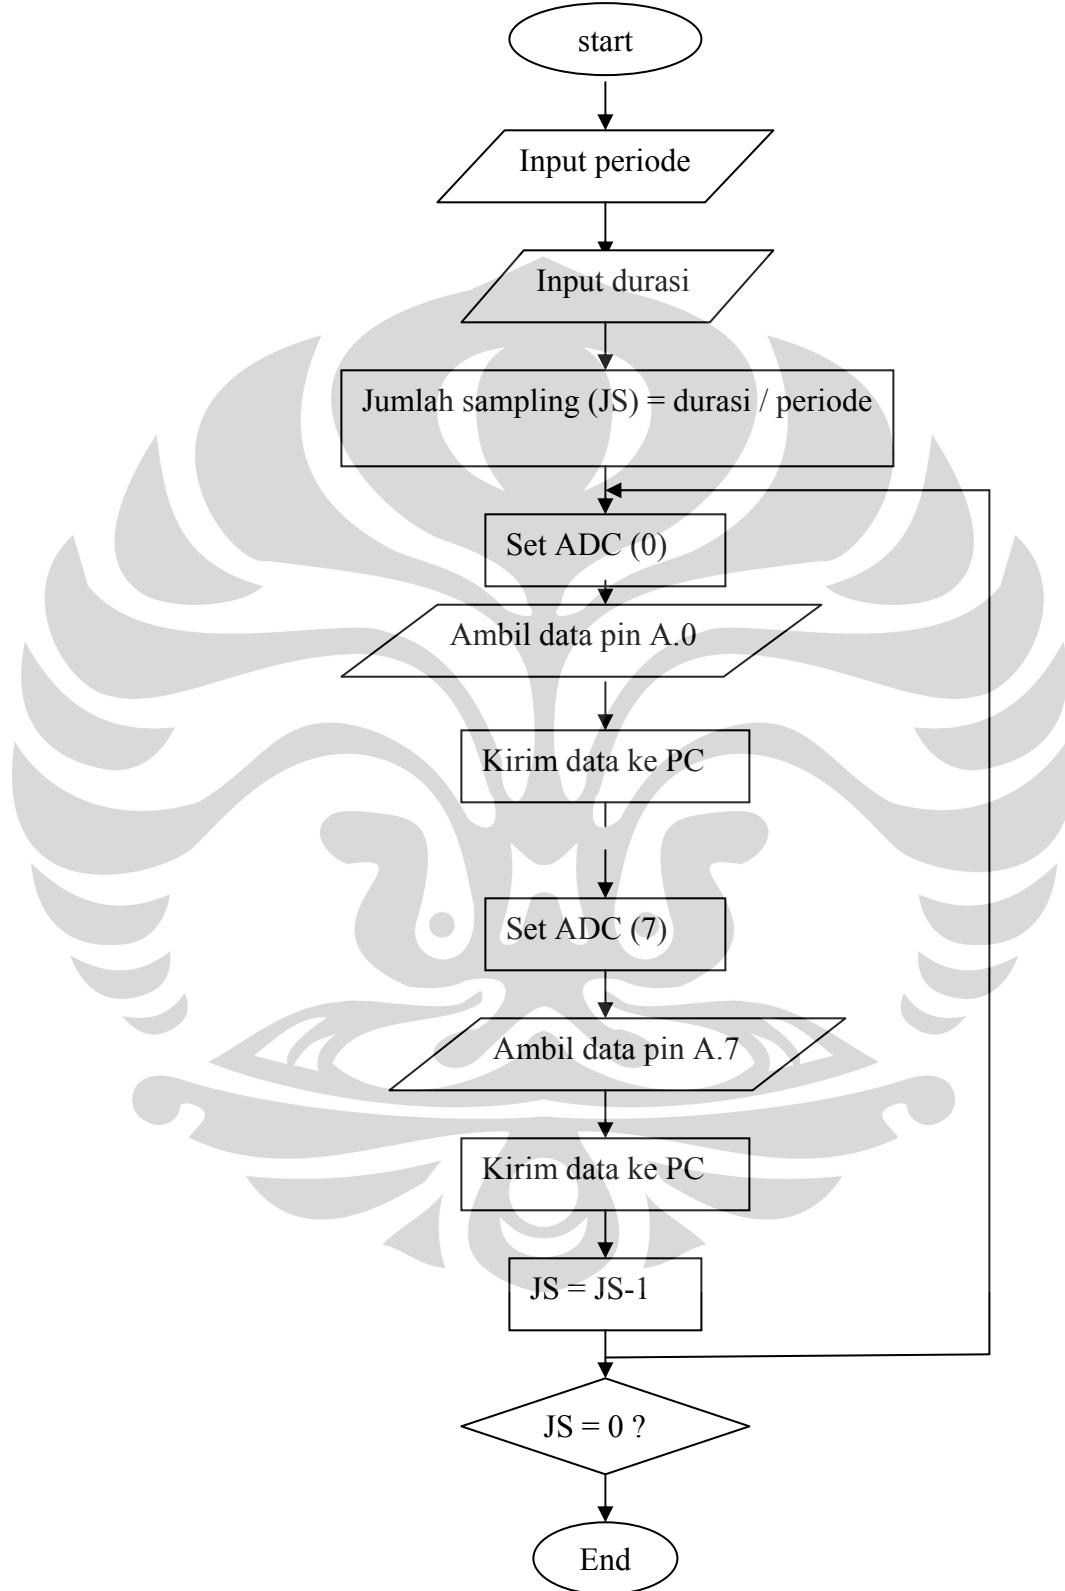 start
Input periode
Input durasi
Jumlah sampling (JS) = durasi / periode
Set ADC (0)
Ambil data pin A.0
Kirim data ke PC
Set ADC (7)
Ambil data pin A.7
Kirim data ke PC
JS = JS-1
JS = 0 ?
End